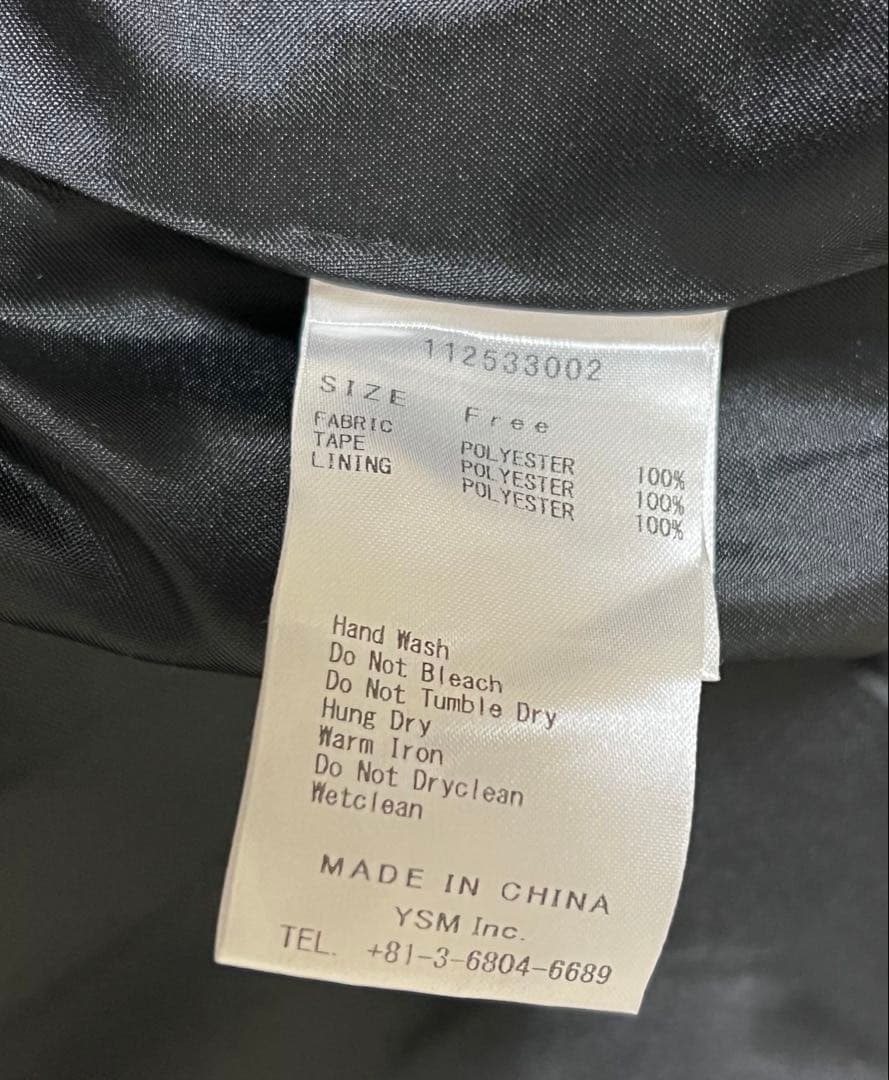 112533002
SIZE Free
FABRIC POLYESTER 100%
TAPE POLYESTER 100%
LINING POLYESTER 100%
Hand Wash
Do Not Bleach
Do Not Tumble Dry
Hung Dry
Warm Iron
Do Not Dryclean
Wetclean
MADE IN CHINA
YSM Inc.
TEL. +81-3-6804-6689